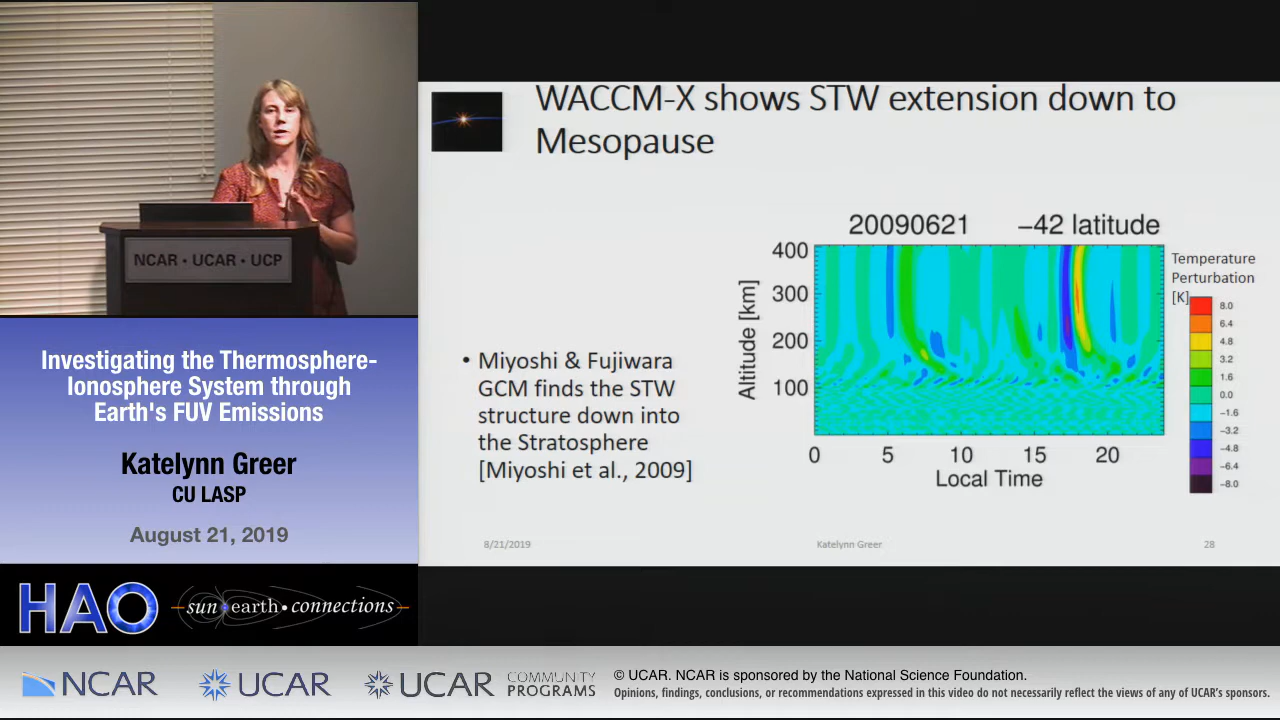 NCAR • UCAR • UCP
Investigating the Thermosphere-
Ionosphere System through
Earth's FUV Emissions
Katelynn Greer
CU LASP
August 21, 2019
HAO
sun earth connections
WACCM-X shows STW extension down to
Mesopause
• Miyoshi & Fujiwara
GCM finds the STW
structure down into
the Stratosphere
[Miyoshi et al., 2009]
20090621 −42 latitude
Altitude [km]
400
300
200
100
0 5 10 15 20
Local Time
Temperature
Perturbation
[K]
8.0
6.4
4.8
3.2
1.6
0.0
−1.6
−3.2
−4.8
−6.4
−8.0
8/21/2019 Katelynn Greer 28
NCAR
UCAR
UCAR COMMUNITY
PROGRAMS
© UCAR. NCAR is sponsored by the National Science Foundation.
Opinions, findings, conclusions, or recommendations expressed in this video do not necessarily reflect the views of any of UCAR's sponsors.